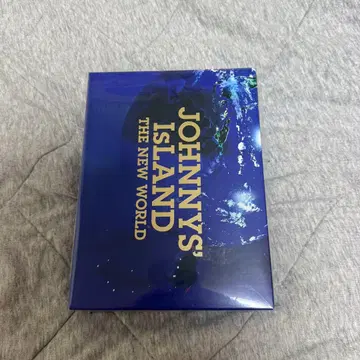 JOHNNYS'
IsLAND
THE NEW WORLD